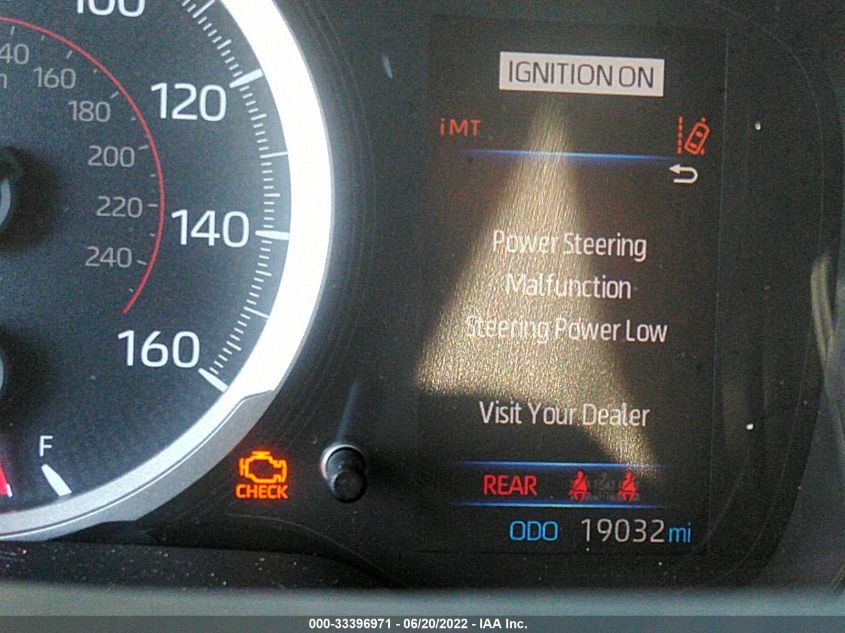 100
120
140
160
140
160
180
200
220
240
F
CHECK
IGNITION ON
iMT
Power Steering
Malfunction
Steering Power Low
Visit Your Dealer
REAR
ODO 19032 mi
000-33396971 - 06/20/2022 - IAA Inc.